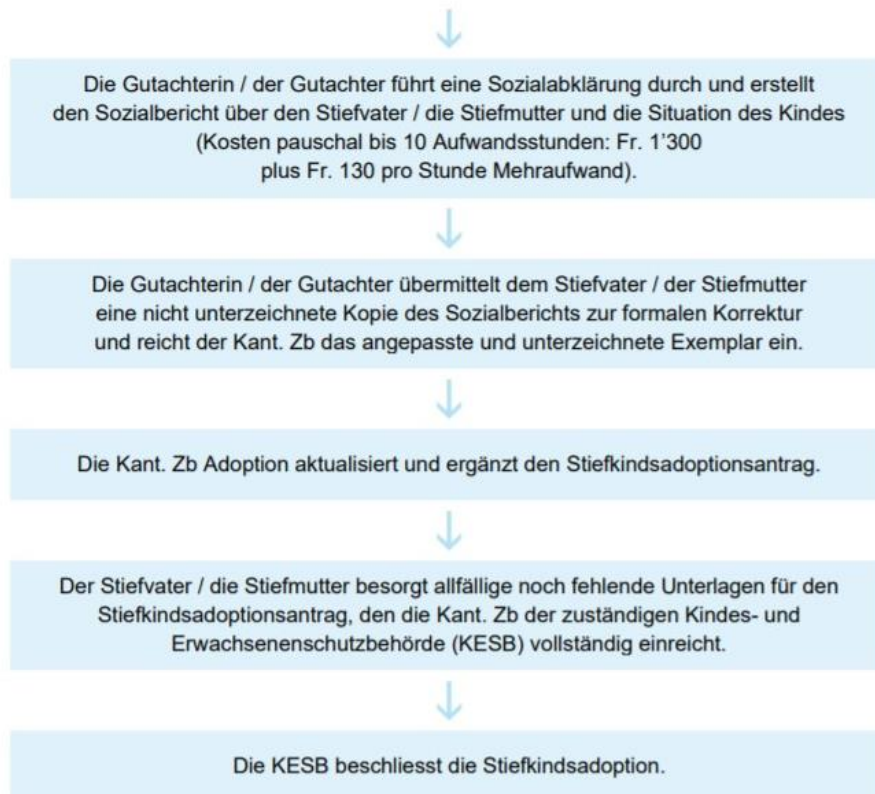 Die Gutachterin / der Gutachter führt eine Sozialabklärung durch und erstellt
den Sozialbericht über den Stiefvater / die Stiefmutter und die Situation des Kindes
(Kosten pauschal bis 10 Aufwandsstunden: Fr. 1’300
plus Fr. 130 pro Stunde Mehraufwand).
Die Gutachterin / der Gutachter übermittelt dem Stiefvater / der Stiefmutter
eine nicht unterzeichnete Kopie des Sozialberichts zur formalen Korrektur
und reicht der Kant. Zb das angepasste und unterzeichnete Exemplar ein.
Die Kant. Zb Adoption aktualisiert und ergänzt den Stiefkindsadoptionsantrag.
Der Stiefvater / die Stiefmutter besorgt allfällige noch fehlende Unterlagen für den
Stiefkindsadoptionsantrag, den die Kant. Zb der zuständigen Kindes- und
Erwachsenenschutzbehörde (KESB) vollständig einreicht.
Die KESB beschliesst die Stiefkindsadoption.